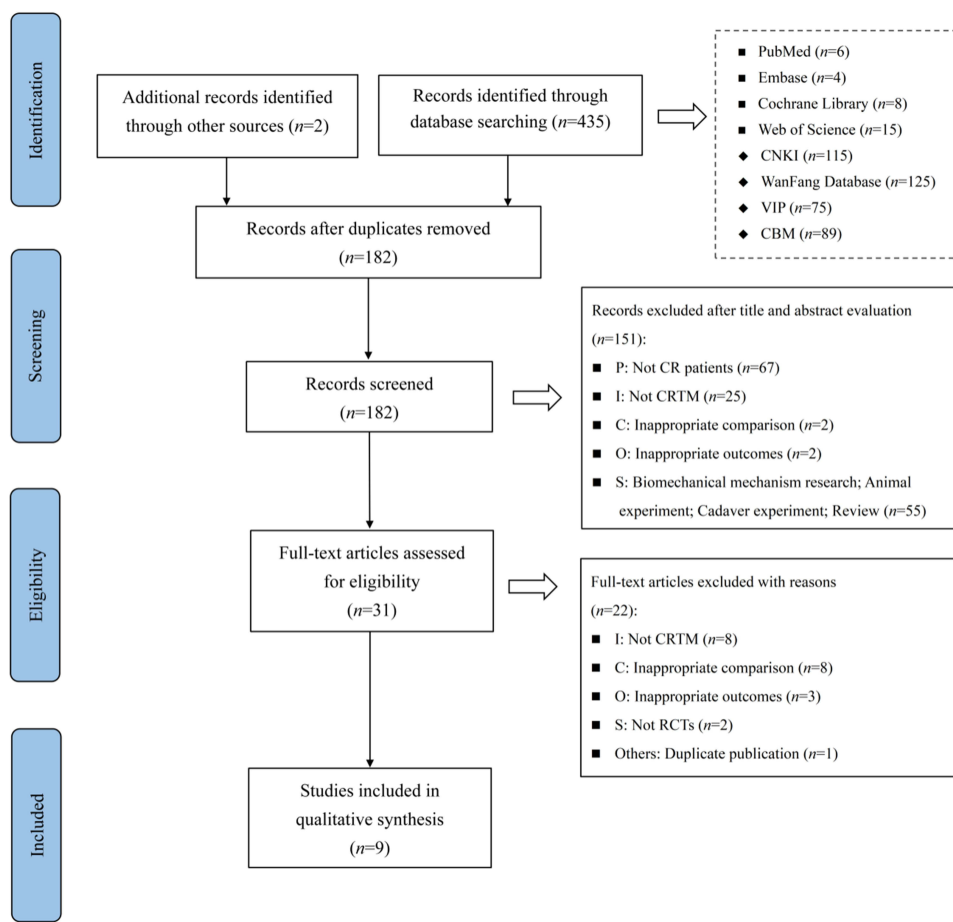 Identification
Additional records identified
through other sources (n=2)
Records identified through
database searching (n=435)
■ PubMed (n=6)
■ Embase (n=4)
■ Cochrane Library (n=8)
■ Web of Science (n=15)
◆ CNKI (n=115)
◆ WanFang Database (n=125)
◆ VIP (n=75)
◆ CBM (n=89)
Records after duplicates removed
(n=182)
Screening
Records screened
(n=182)
Records excluded after title and abstract evaluation
(n=151):
■ P: Not CR patients (n=67)
■ I: Not CRTM (n=25)
■ C: Inappropriate comparison (n=2)
■ O: Inappropriate outcomes (n=2)
■ S: Biomechanical mechanism research; Animal
experiment; Cadaver experiment; Review (n=55)
Eligibility
Full-text articles assessed
for eligibility
(n=31)
Full-text articles excluded with reasons
(n=22):
■ I: Not CRTM (n=8)
■ C: Inappropriate comparison (n=8)
■ O: Inappropriate outcomes (n=3)
■ S: Not RCTs (n=2)
■ Others: Duplicate publication (n=1)
Included
Studies included in
qualitative synthesis
(n=9)